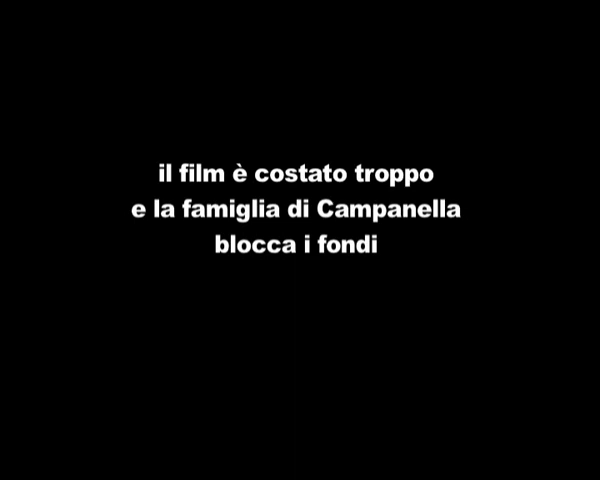 il film è costato troppo
e la famiglia di Campanella
blocca i fondi